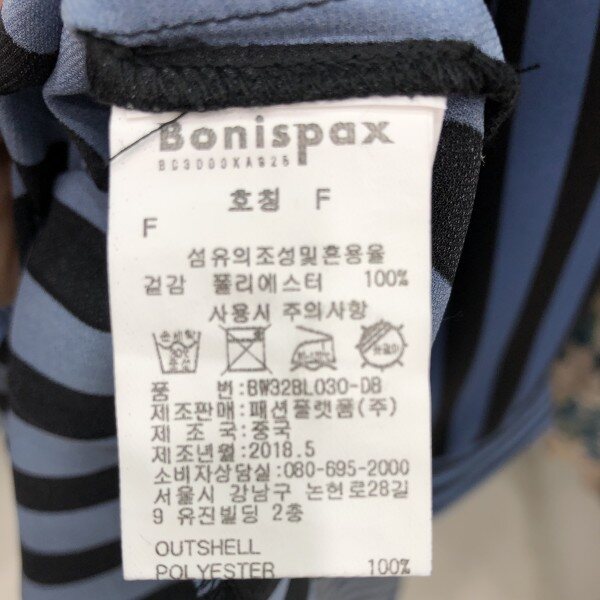 Bonispax
호칭 F
F
섬유의조성및혼용율
겉감 폴리에스터 100%
사용시 주의사항
품 번:BW32BL030-DB
제조판매:패션플랫폼(주)
제 조 국:중국
제조년월:2018.5
소비자상담실:080-695-2000
서울시 강남구 논현로28길
9 유진빌딩 2층
OUTSHELL
POLYESTER 100%